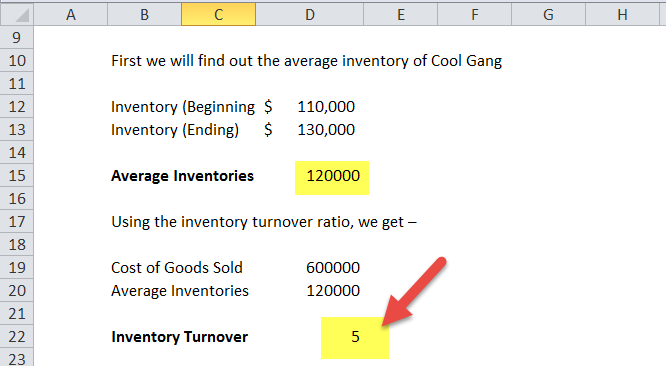 A B C D E F G H
9
10 First we will find out the average inventory of Cool Gang
11
12 Inventory (Beginning $ 110,000
13 Inventory (Ending) $ 130,000
14
15 Average Inventories 120000
16
17 Using the inventory turnover ratio, we get –
18
19 Cost of Goods Sold 600000
20 Average Inventories 120000
21
22 Inventory Turnover 5
23